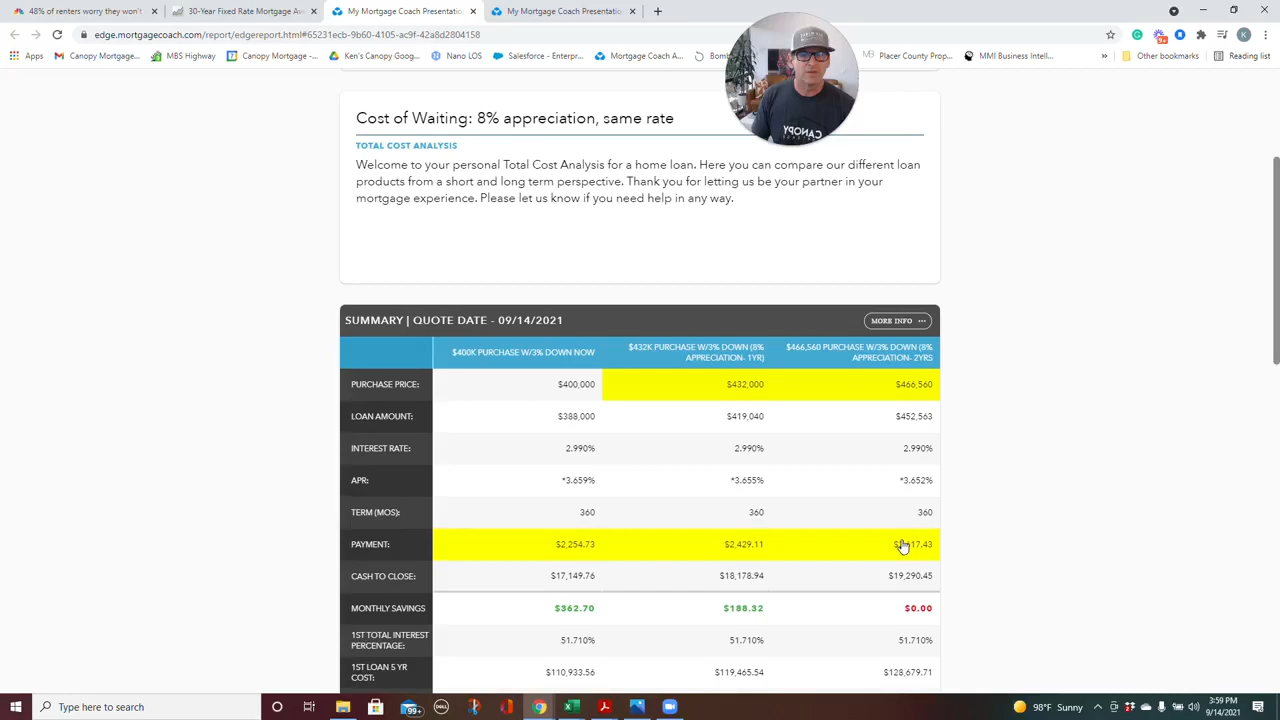 48% of renters worry they won't
30-Year Fixed Rate Mortgage Av
My Mortgage Coach Presentation
My Mortgage Coach Presentation
edge.mortgagecoach.com/report/edgereport.html#65231ecb-9b60-4105-ac9f-42a8d2804158
Apps
Canopy Mortgage -...
MBS Highway
Canopy Mortgage -...
Ken's Canopy Goog...
Nano LOS
Salesforce - Enterpr...
Mortgage Coach A...
Bomb
Placer County Prop...
MMI Business Intell...
Other bookmarks
Reading list
CANOPY
Cost of Waiting: 8% appreciation, same rate
TOTAL COST ANALYSIS
Welcome to your personal Total Cost Analysis for a home loan. Here you can compare our different loan
products from a short and long term perspective. Thank you for letting us be your partner in your
mortgage experience. Please let us know if you need help in any way.
SUMMARY | QUOTE DATE - 09/14/2021
MORE INFO ...
$400K PURCHASE W/3% DOWN NOW
$432K PURCHASE W/3% DOWN (8%
APPRECIATION- 1YR)
$466,560 PURCHASE W/3% DOWN (8%
APPRECIATION- 2YRS
PURCHASE PRICE: $400,000 $432,000 $466,560
LOAN AMOUNT: $388,000 $419,040 $452,563
INTEREST RATE: 2.990% 2.990% 2.990%
APR: *3.659% *3.655% *3.652%
TERM (MOS): 360 360 360
PAYMENT: $2,254.73 $2,429.11 17.43
CASH TO CLOSE: $17,149.76 $18,178.94 $19,290.45
MONTHLY SAVINGS $362.70 $188.32 $0.00
1ST TOTAL INTEREST
PERCENTAGE: 51.710% 51.710% 51.710%
1ST LOAN 5 YR
COST: $110,933.56 $119,465.54 $128,679.71
Type here to search
99+
98°F Sunny
3:59 PM
9/14/2021